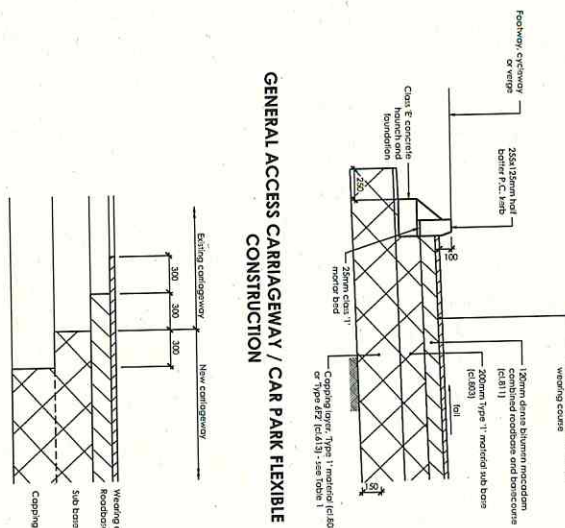 Footway, cycleway
or verge
255x125mm half
batter P.C. kerb
Class 'E' concrete
haunch and
foundation
250
100
25mm class '1'
mortar bed
wearing course
120mm dense bitumen macadam
combined roadbase and basecourse
(cl.811)
200mm Type '1' material sub base
(cl.803)
fall
Capping layer, Type 1' material (cl.80
or Type 6F2' (cl.613) - see Table 1
150
GENERAL ACCESS CARRIAGEWAY / CAR PARK FLEXIBLE
CONSTRUCTION
Existing carriageway
New carriageway
300
300
300
Wearing
Roadbas
Sub base
Capping